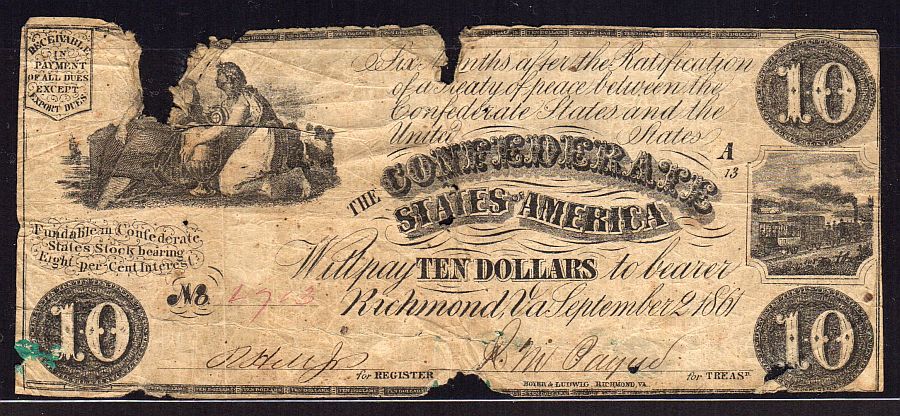 RECEIVABLE
IN
PAYMENT
OF ALL DUES
EXCEPT
EXPORT DUES
Six nths after the Ratification
of a Treaty of peace between the
Confederate States and the
United States
10
A
13
THE CONFEDERATE
STATES OF AMERICA
Fundable in Confederate
States Stock bearing
Eight Per-Cent Interest
Will pay TEN DOLLARS to bearer
No. 1763
Richmond, Va September 2 1861
10
10
for REGISTER
for TREASR
HOYER & LUDWIG, RICHMOND, VA.